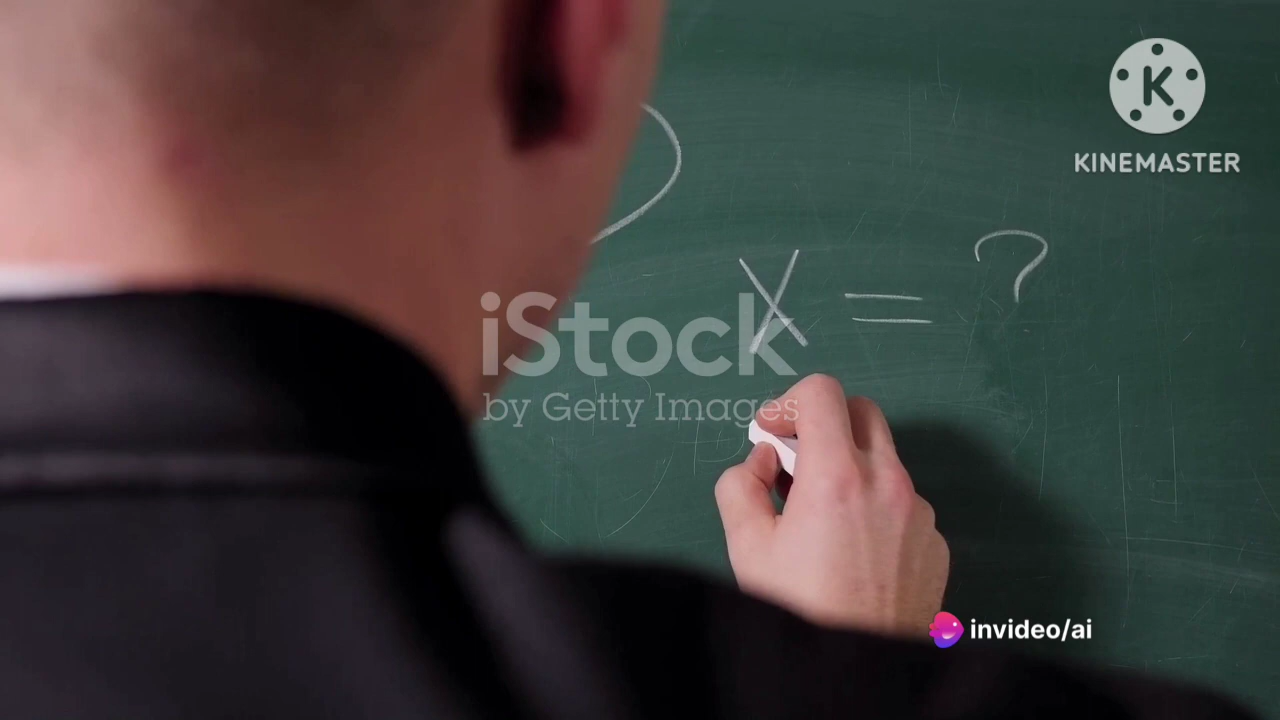 K
KINEMASTER
X = ?
iStock
by Getty Images
invideo/ai